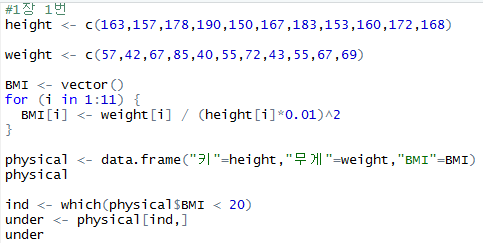 #1장 1번
height <- c(163,157,178,190,150,167,183,153,160,172,168)
weight <- c(57,42,67,85,40,55,72,43,55,67,69)
BMI <- vector()
for (i in 1:11) {
  BMI[i] <- weight[i] / (height[i]*0.01)^2
}
physical <- data.frame("키"=height,"무게"=weight,"BMI"=BMI)
physical
ind <- which(physical$BMI < 20)
under <- physical[ind,]
under